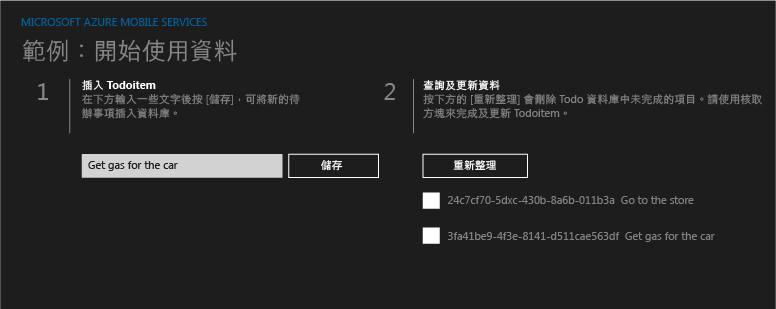 MICROSOFT AZURE MOBILE SERVICES
範例：開始使用資料
1
插入 Todoitem
在下方輸入一些文字後按 [儲存]，可將新的待
辦事項插入資料庫。
Get gas for the car
儲存
2
查詢及更新資料
按下方的 [重新整理] 會刪除 Todo 資料庫中未完成的項目。請使用核取
方塊來完成及更新 Todoitem。
重新整理
24c7cf70-5dxc-430b-8a6b-011b3a Go to the store
3fa41be9-4f3e-8141-d511cae563df Get gas for the car